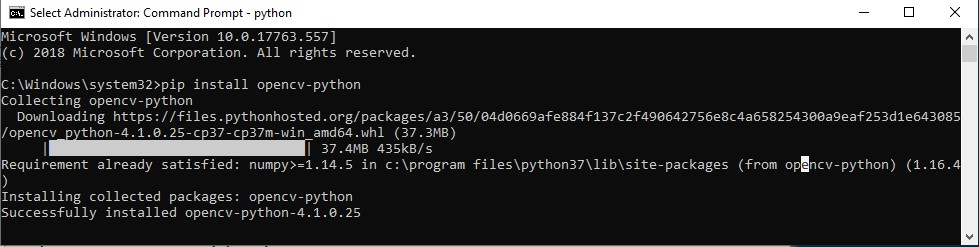 Select Administrator: Command Prompt - python
Microsoft Windows [Version 10.0.17763.557]
(c) 2018 Microsoft Corporation. All rights reserved.
C:\Windows\system32>pip install opencv-python
Collecting opencv-python
  Downloading https://files.pythonhosted.org/packages/a3/50/04d0669afe884f137c2f490642756e8c4a658254300a9eaf253d1e643085
/opencv_python-4.1.0.25-cp37-cp37m-win_amd64.whl (37.3MB)
| 37.4MB 435kB/s
Requirement already satisfied: numpy>=1.14.5 in c:\program files\python37\lib\site-packages (from opencv-python) (1.16.4
)
Installing collected packages: opencv-python
Successfully installed opencv-python-4.1.0.25